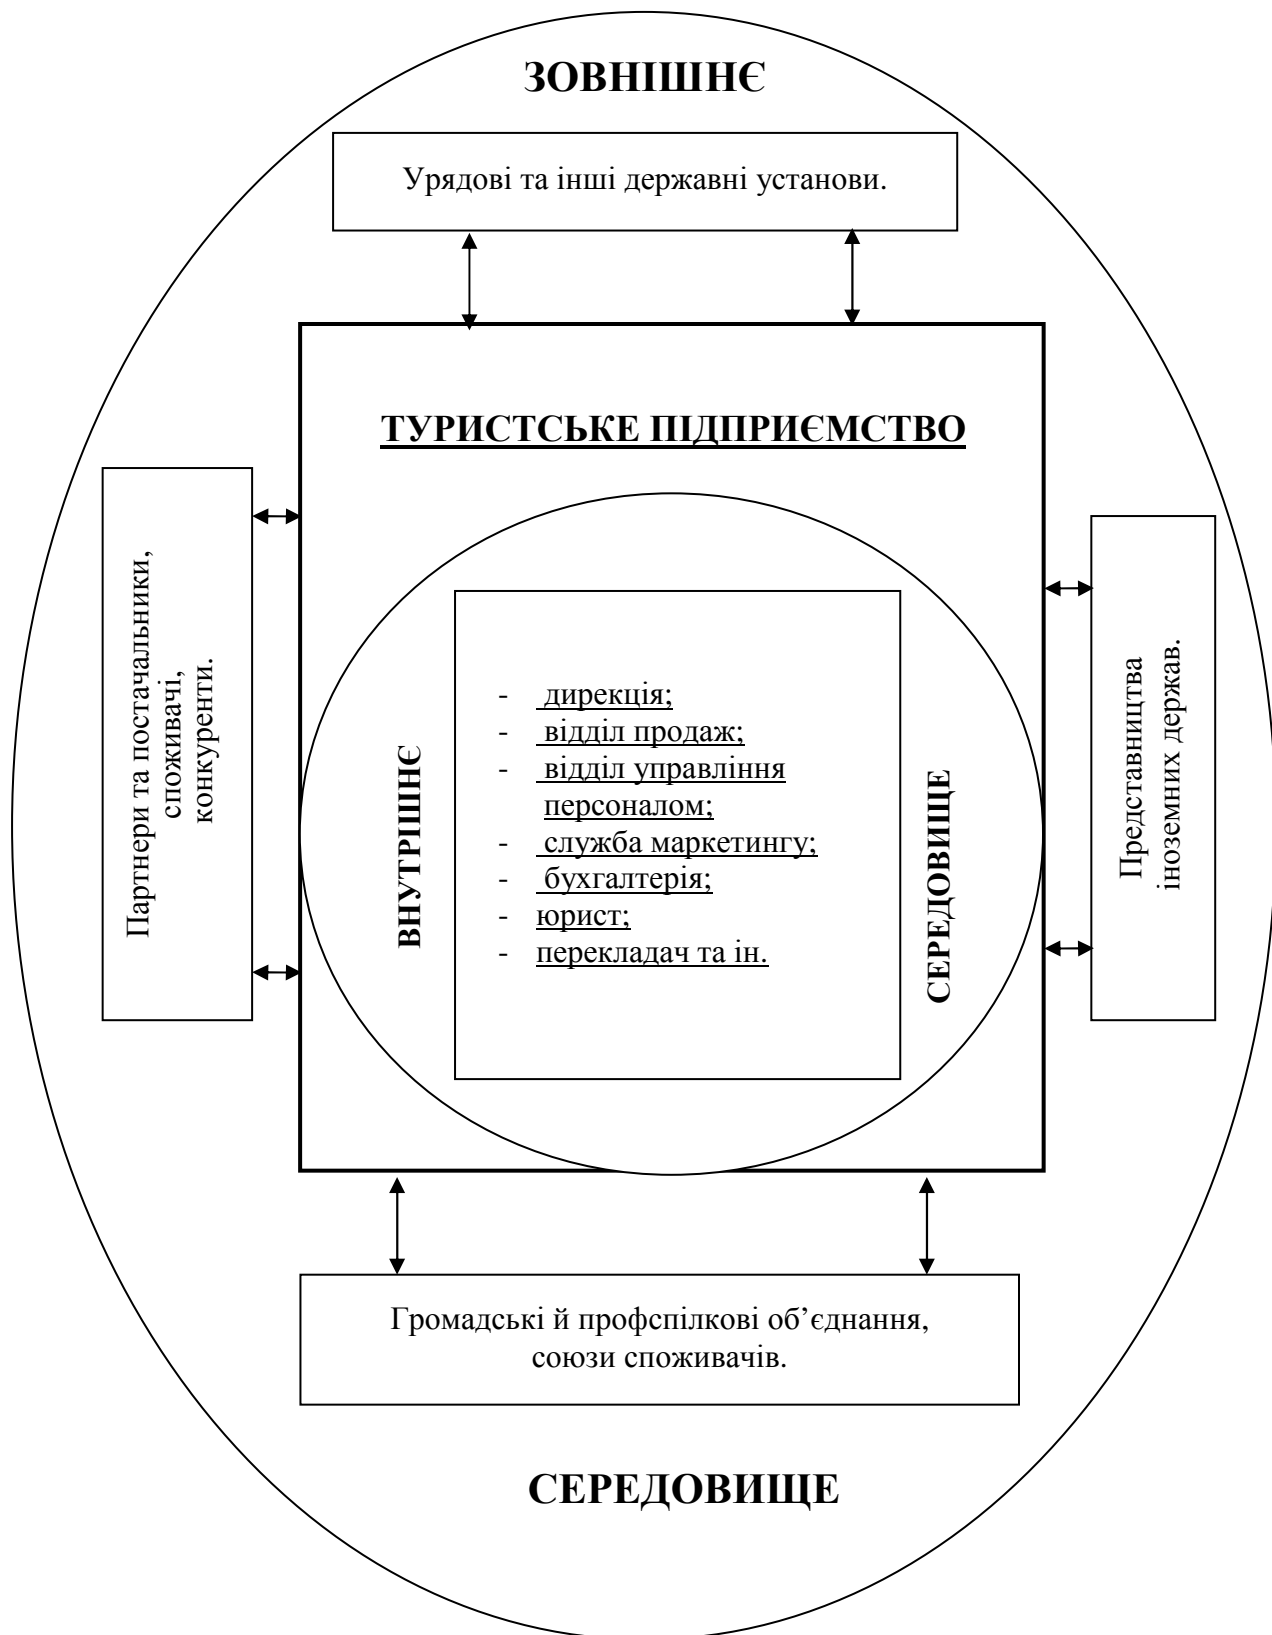 ЗОВНІШНЄ
Урядові та інші державні установи.
ТУРИСТСЬКЕ ПІДПРИЄМСТВО
Партнери та постачальники,
споживачі,
конкуренти.
ВНУТРІШНЄ
- дирекція;
- відділ продаж;
- відділ управління
персоналом;
- служба маркетингу;
- бухгалтерія;
- юрист;
- перекладач та ін.
СЕРЕДОВИЩЕ
Представництва
іноземних держав.
Громадські й профспілкові об’єднання,
союзи споживачів.
СЕРЕДОВИЩЕ